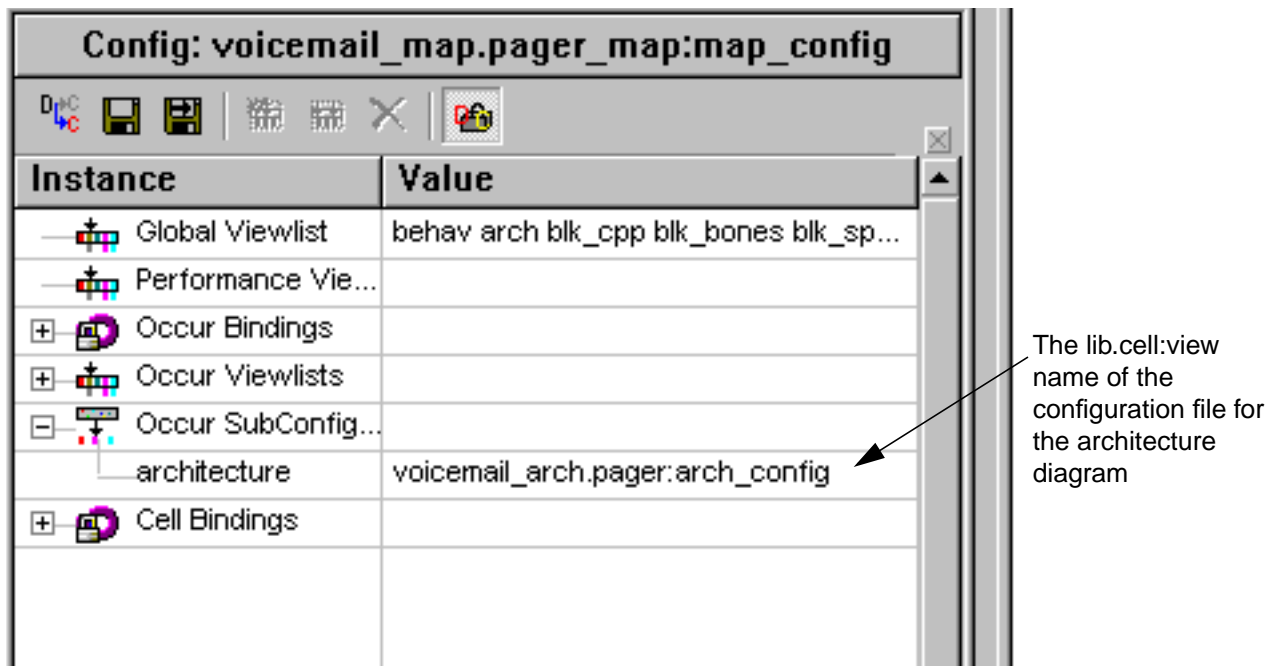 Config: voicemail_map.pager_map:map_config
Instance Value
Global Viewlist behav arch blk_cpp blk_bones blk_sp...
Performance Vie...
Occur Bindings
Occur Viewlists
Occur SubConfig...
architecture voicemail_arch.pager:arch_config
Cell Bindings
The lib.cell:view
name of the
configuration file for
the architecture
diagram